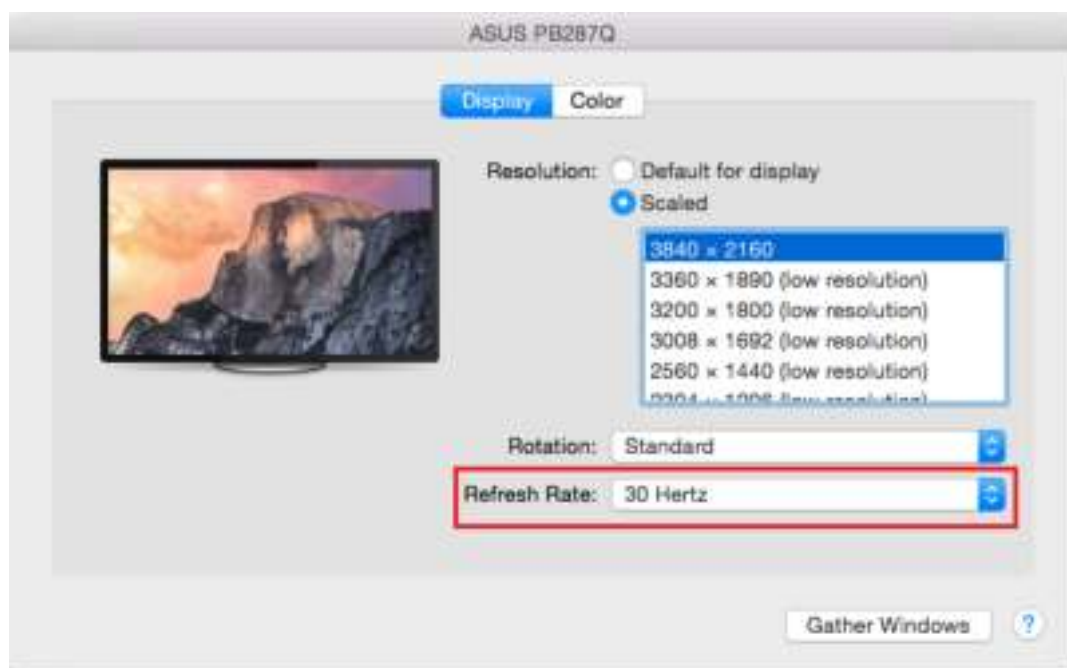 ASUS PB287Q
Display Color
Resolution: Default for display
Scaled
3840 × 2160
3360 × 1890 (low resolution)
3200 × 1800 (low resolution)
3008 × 1692 (low resolution)
2560 × 1440 (low resolution)
Rotation: Standard
Refresh Rate: 30 Hertz
Gather Windows ?